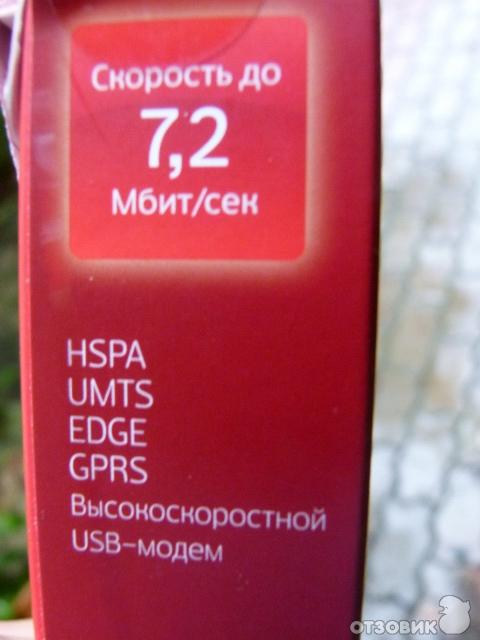 Скорость до
7,2
Мбит/сек
HSPA
UMTS
EDGE
GPRS
Высокоскоростной
USB-модем
ОТЗОВИК